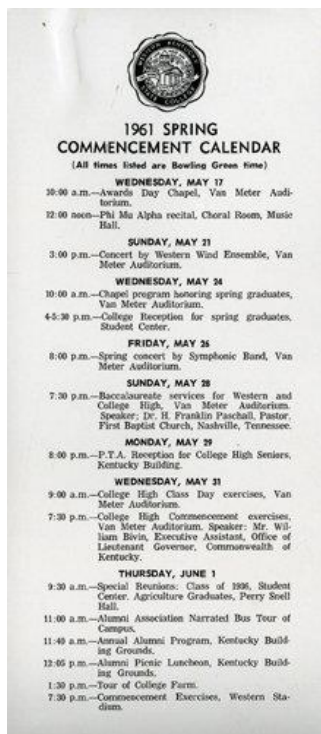 WESTERN KENTUCKY
STATE COLLEGE
1961 SPRING
COMMENCEMENT CALENDAR
(All times listed are Bowling Green time)
WEDNESDAY, MAY 17
10:00 a.m.—Awards Day Chapel, Van Meter Audi-
torium.
12:00 noon—Phi Mu Alpha recital, Choral Room, Music
Hall.
SUNDAY, MAY 21
3:00 p.m.—Concert by Western Wind Ensemble, Van
Meter Auditorium.
WEDNESDAY, MAY 24
10:00 a.m.—Chapel program honoring spring graduates,
Van Meter Auditorium.
4-5:30 p.m.—College Reception for spring graduates,
Student Center.
FRIDAY, MAY 26
8:00 p.m.—Spring concert by Symphonic Band, Van
Meter Auditorium.
SUNDAY, MAY 28
7:30 p.m.—Baccalaureate services for Western and
College High, Van Meter Auditorium.
Speaker: Dr. H. Franklin Paschall, Pastor,
First Baptist Church, Nashville, Tennessee.
MONDAY, MAY 29
8:00 p.m.—P.T.A. Reception for College High Seniors,
Kentucky Building.
WEDNESDAY, MAY 31
9:00 a.m.—College High Class Day exercises, Van
Meter Auditorium.
7:30 p.m.—College High Commencement exercises,
Van Meter Auditorium. Speaker: Mr. Wil-
liam Bivin, Executive Assistant, Office of
Lieutenant Governor, Commonwealth of
Kentucky.
THURSDAY, JUNE 1
9:30 a.m.—Special Reunions: Class of 1936, Student
Center. Agriculture Graduates, Perry Snell
Hall.
11:00 a.m.—Alumni Association Narrated Bus Tour of
Campus.
11:40 a.m.—Annual Alumni Program, Kentucky Build-
ing Grounds.
12:05 p.m.—Alumni Picnic Luncheon, Kentucky Build-
ing Grounds.
1:30 p.m.—Tour of College Farm.
7:30 p.m.—Commencement Exercises, Western Sta-
dium.